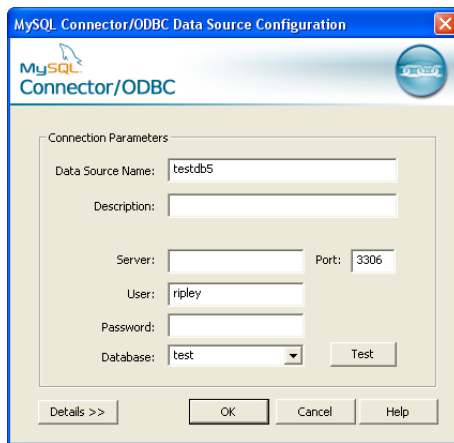 MySQL Connector/ODBC Data Source Configuration
MySQL
Connector/ODBC
Connection Parameters
Data Source Name: testdb5
Description:
Server: Port: 3306
User: ripley
Password:
Database: test Test
Details >> OK Cancel Help